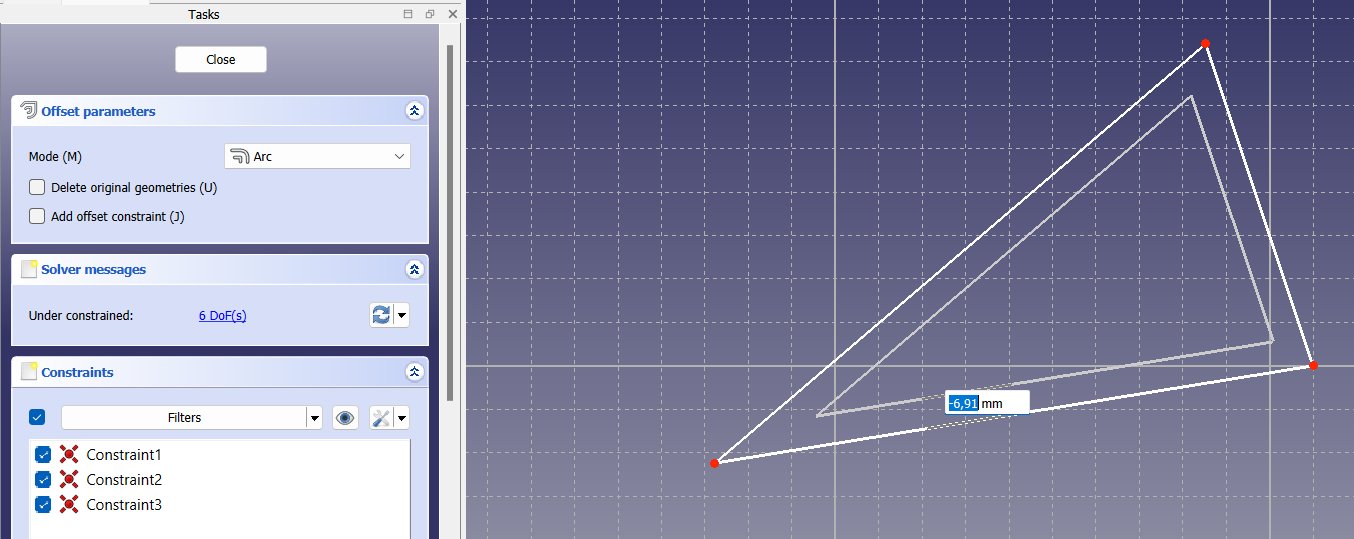 Tasks
Close
Offset parameters
Mode (M)
Arc
Delete original geometries (U)
Add offset constraint (J)
Solver messages
Under constrained:
6 DoF(s)
Constraints
Filters
Constraint1
Constraint2
Constraint3
-6,91 mm